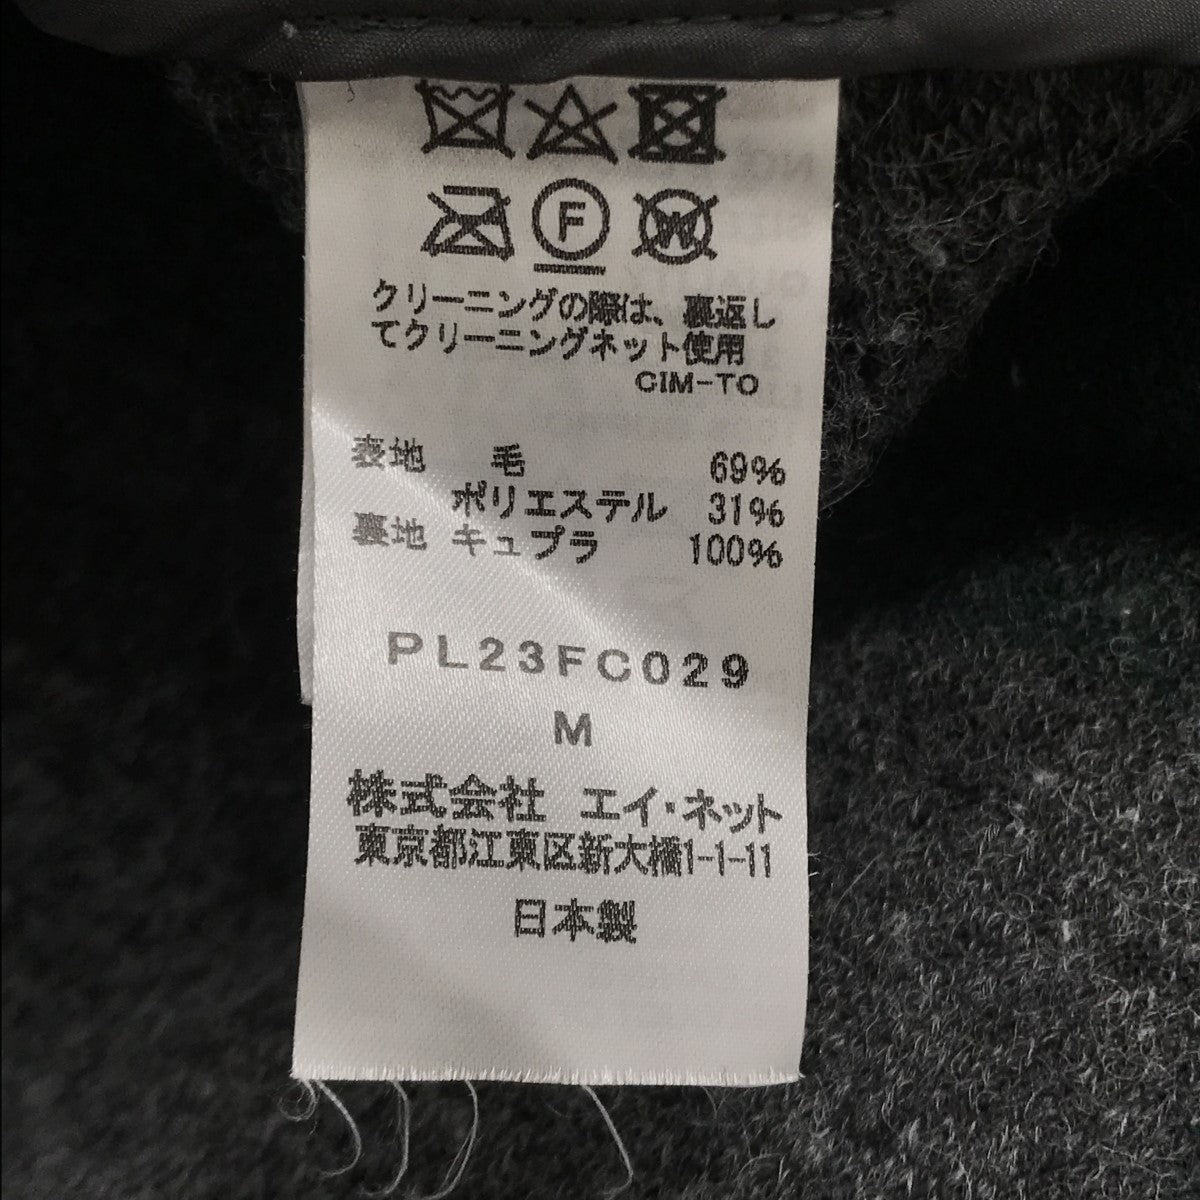 F
W
クリーニングの際は、裏返し
てクリーニングネット使用
CIM-TO
表地 毛 69%
ポリエステル 31%
裏地 キュプラ 100%
PL23FC029
M
株式会社 エイ・ネット
東京都江東区新大橋1-1-11
日本製